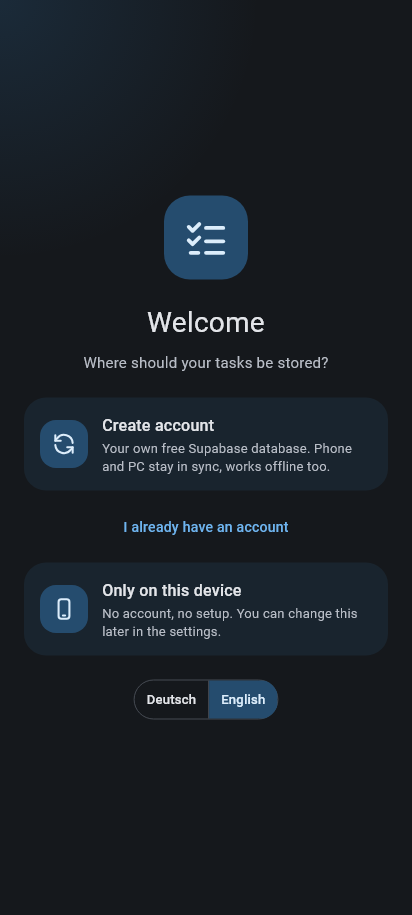 Welcome
Where should your tasks be stored?
Create account
Your own free Supabase database. Phone
and PC stay in sync, works offline too.
I already have an account
Only on this device
No account, no setup. You can change this
later in the settings.
Deutsch English